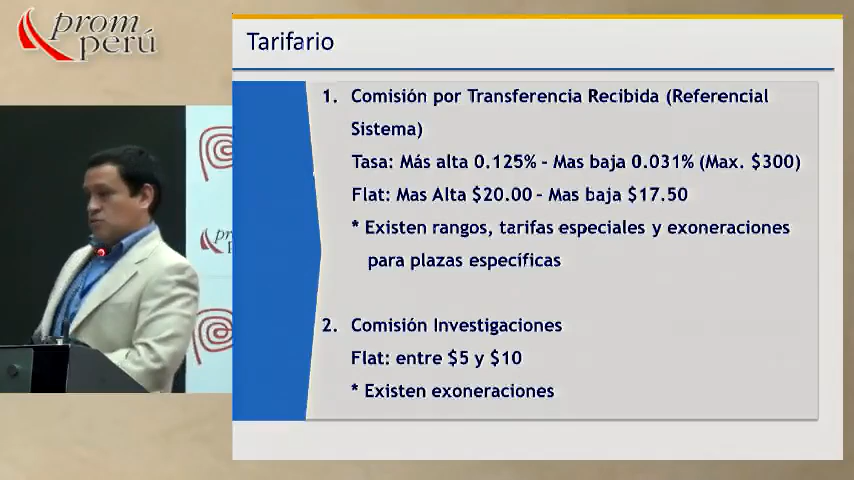 prom
perú
Tarifario
1. Comisión por Transferencia Recibida (Referencial
Sistema)
Tasa: Más alta 0.125% - Mas baja 0.031% (Max. $300)
Flat: Mas Alta $20.00 - Mas baja $17.50
* Existen rangos, tarifas especiales y exoneraciones
para plazas específicas
2. Comisión Investigaciones
Flat: entre $5 y $10
* Existen exoneraciones